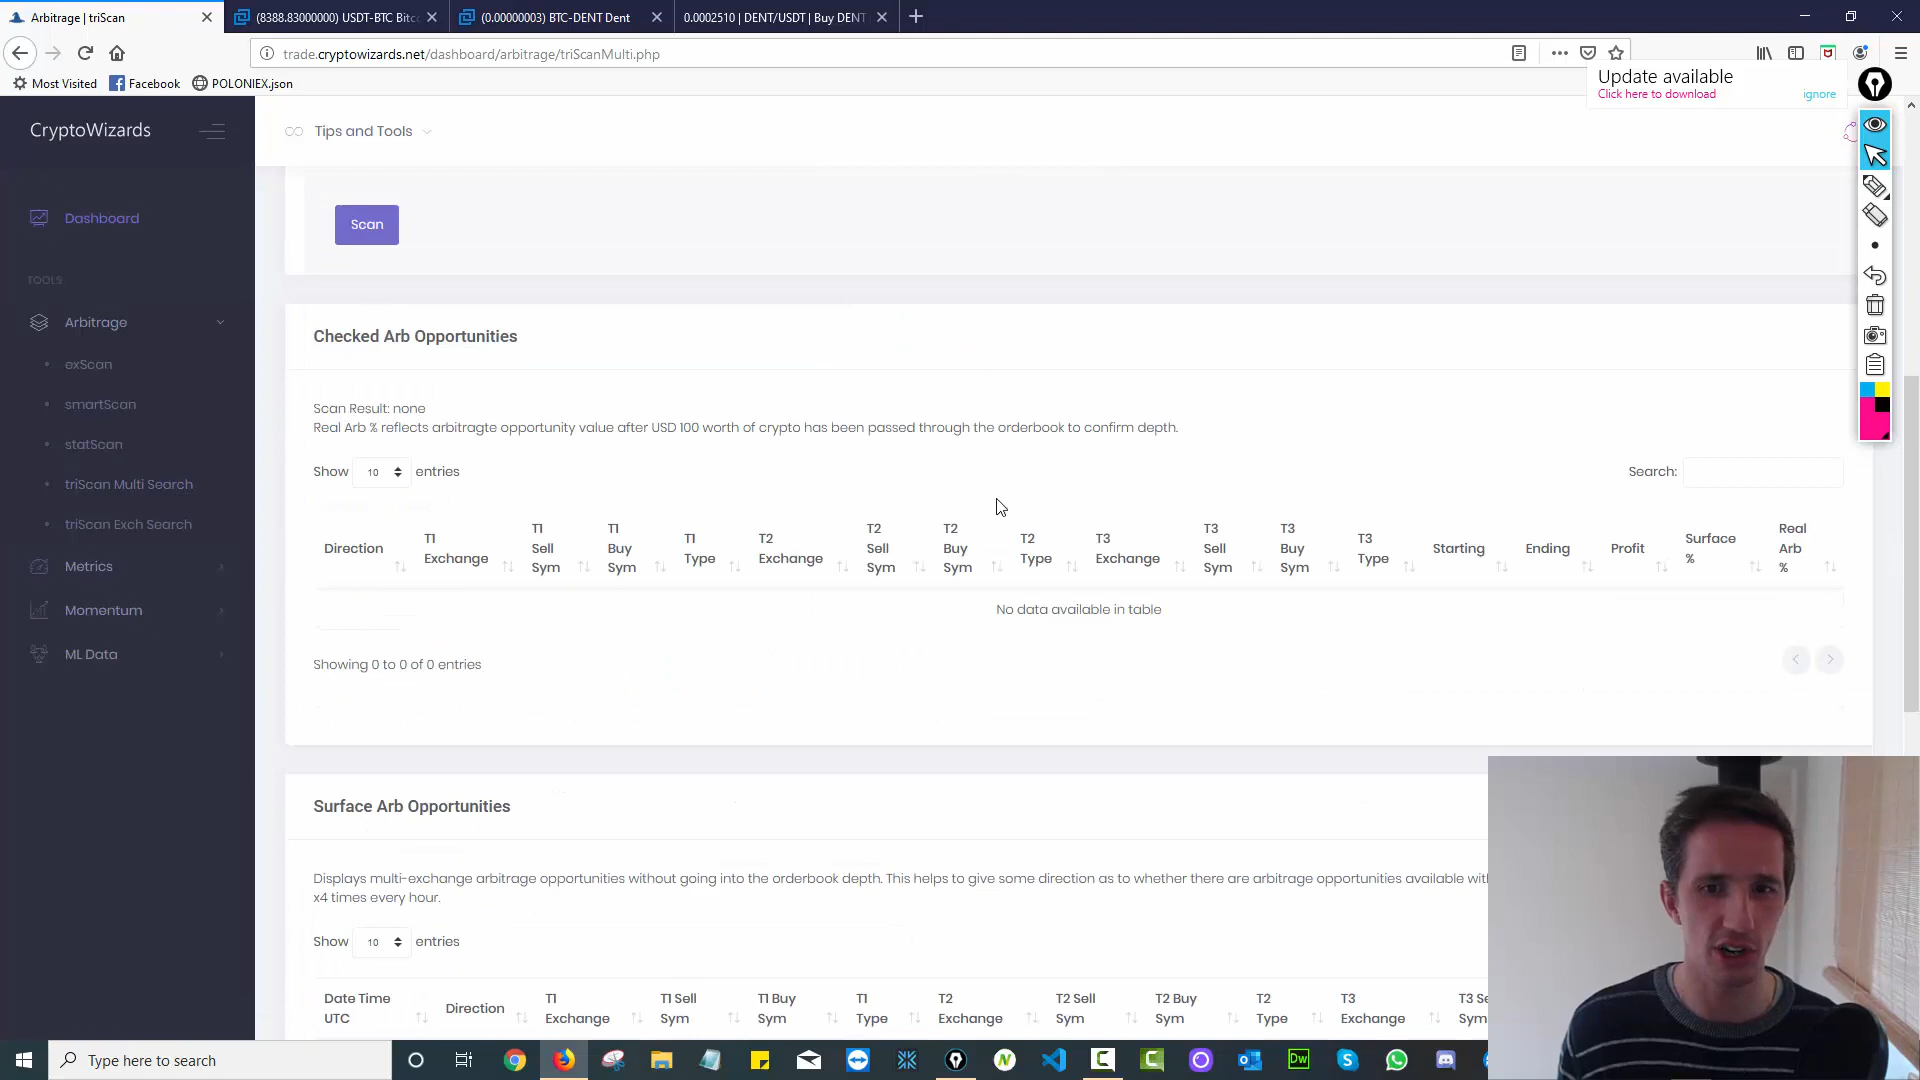 Arbitrage | triScan
(8388.83000000) USDT-BTC Bitc
(0.00000003) BTC-DENT Dent
0.0002510 | DENT/USDT | Buy DENT
trade.cryptowizards.net/dashboard/arbitrage/triScanMulti.php
Most Visited
Facebook
POLONIEX.json
Update available
Click here to download
ignore
CryptoWizards
Tips and Tools
Dashboard
TOOLS
Arbitrage
exScan
smartScan
statScan
triScan Multi Search
triScan Exch Search
Metrics
Momentum
ML Data
Scan
Checked Arb Opportunities
Scan Result: none
Real Arb % reflects arbitragte opportunity value after USD 100 worth of crypto has been passed through the orderbook to confirm depth.
Show 10 entries
Search:
Direction
T1 Exchange
T1 Sell Sym
T1 Buy Sym
T1 Type
T2 Exchange
T2 Sell Sym
T2 Buy Sym
T2 Type
T3 Exchange
T3 Sell Sym
T3 Buy Sym
T3 Type
Starting
Ending
Profit
Surface %
Real Arb %
No data available in table
Showing 0 to 0 of 0 entries
Surface Arb Opportunities
Displays multi-exchange arbitrage opportunities without going into the orderbook depth. This helps to give some direction as to whether there are arbitrage opportunities available wit
x4 times every hour.
Show 10 entries
Date Time UTC
Direction
T1 Exchange
T1 Sell Sym
T1 Buy Sym
T1 Type
T2 Exchange
T2 Sell Sym
T2 Buy Sym
T2 Type
T3 Exchange
T3 Se
Sym
Type here to search